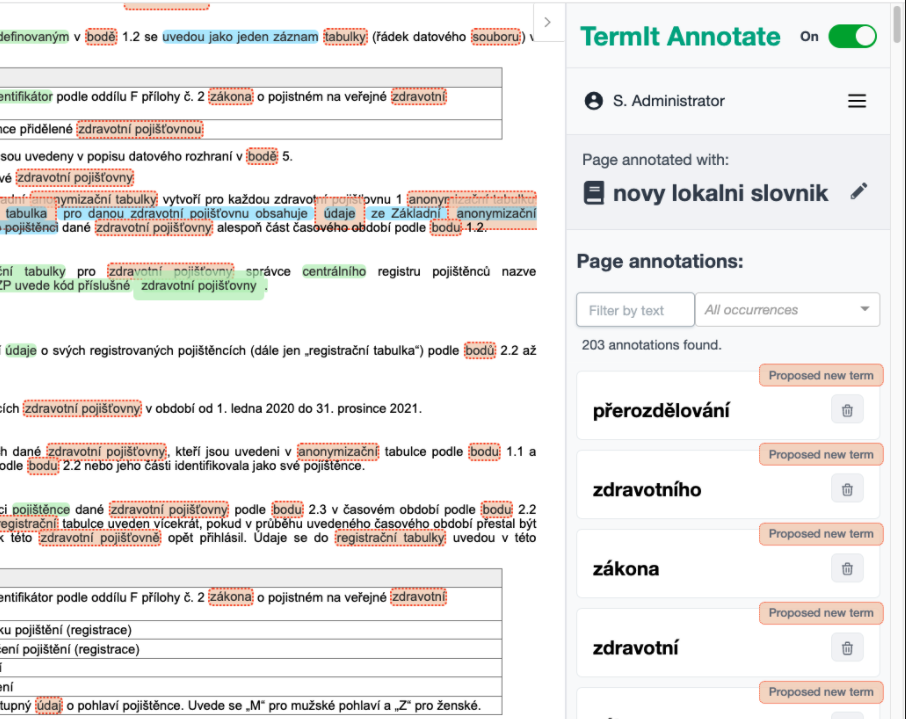 definovaným v bodě 1.2 se uvedou jako jeden záznam tabulky (řádek datového souboru) v
entifikátor podle oddílu F přílohy č. 2 zákona o pojistném na veřejné zdravotní
nce přidělené zdravotní pojišťovnou
sou uvedeny v popisu datového rozhraní v bodě 5.
vé zdravotní pojišťovny
anonymizační tabulky vytvoří pro každou zdravotní pojišťovnu 1 anonymizační tabulku
tabulka pro danou zdravotní pojišťovnu obsahuje údaje ze Základní anonymizační
pojištěnci dané zdravotní pojišťovny alespoň část časového období podle bodu 1.2.
ční tabulky pro zdravotní pojišťovny správce centrálního registru pojištěnců nazve
ZP uvede kód příslušné zdravotní pojišťovny .
í údaje o svých registrovaných pojištěncích (dále jen „registrační tabulka“) podle bodů 2.2 až
cích zdravotní pojišťovny v období od 1. ledna 2020 do 31. prosince 2021.
h dané zdravotní pojišťovny, kteří jsou uvedeni v anonymizační tabulce podle bodu 1.1 a
odle bodu 2.2 nebo jeho části identifikovala jako své pojištěnce.
ci pojištěnce dané zdravotní pojišťovny podle bodu 2.3 v časovém období podle bodu 2.2
registrační tabulce uveden vícekrát, pokud v průběhu uvedeného časového období přestal být
k této zdravotní pojišťovně opět přihlásil. Údaje se do registrační tabulky uvedou v této
entifikátor podle oddílu F přílohy č. 2 zákona o pojistném na veřejné zdravotní
ku pojištění (registrace)
cení pojištění (registrace)
í
ení
tupný údaj o pohlaví pojištěnce. Uvede se „M“ pro mužské pohlaví a „Z“ pro ženské.
TermIt Annotate On
S. Administrator
Page annotated with:
novy lokalni slovnik
Page annotations:
Filter by text All occurrences
203 annotations found.
Proposed new term
přerozdělování
Proposed new term
zdravotního
Proposed new term
zákona
Proposed new term
zdravotní
Proposed new term